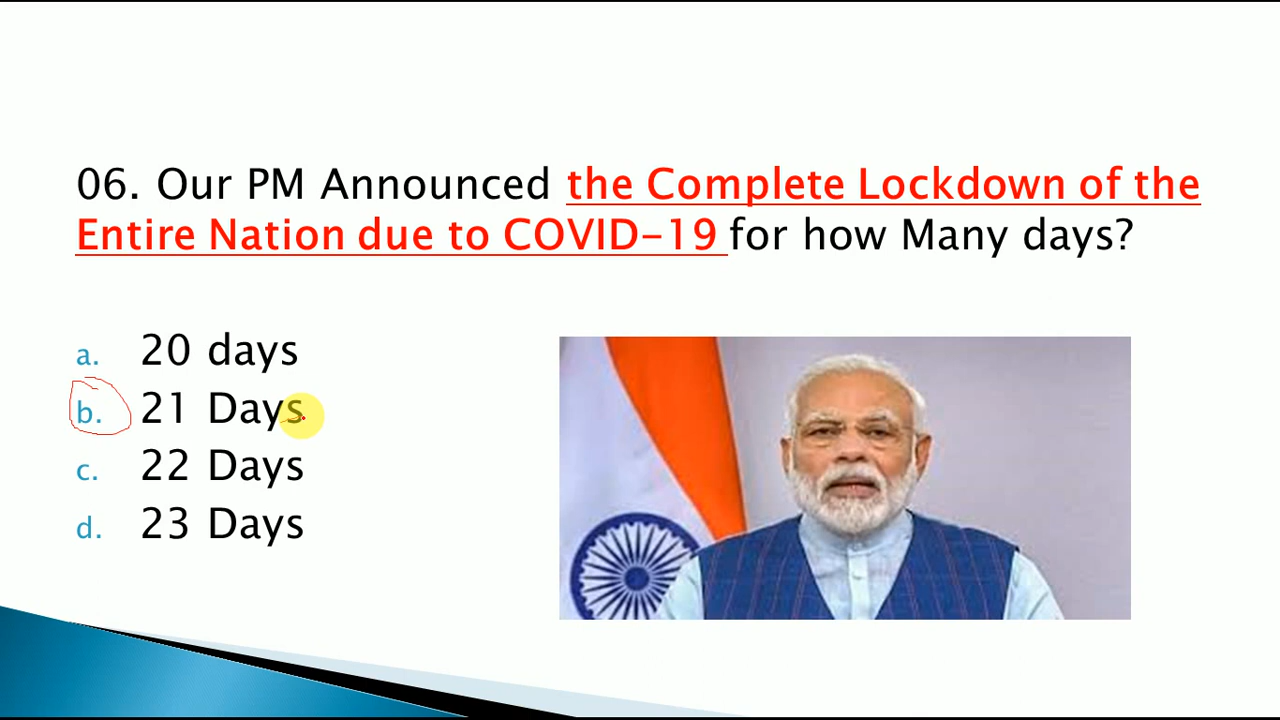 06. Our PM Announced the Complete Lockdown of the
Entire Nation due to COVID-19 for how Many days?
a. 20 days
b. 21 Days
c. 22 Days
d. 23 Days